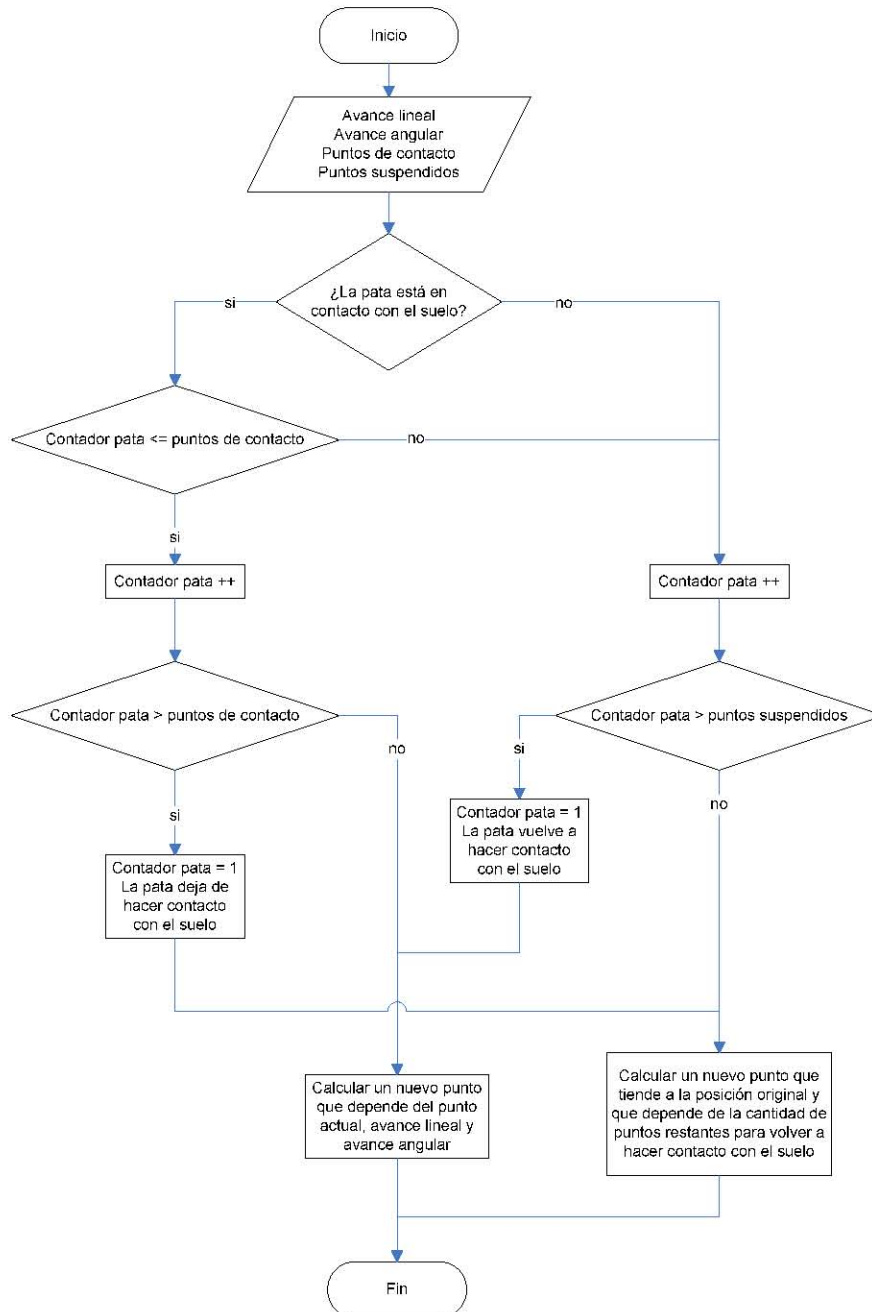 Inicio
Avance lineal
Avance angular
Puntos de contacto
Puntos suspendidos
¿La pata está en
contacto con el suelo?
si
no
Contador pata <= puntos de contacto
no
si
Contador pata ++
Contador pata ++
Contador pata > puntos de contacto
Contador pata > puntos suspendidos
no
si
si
no
Contador pata = 1
La pata vuelve a
hacer contacto
con el suelo
Contador pata = 1
La pata deja de
hacer contacto
con el suelo
Calcular un nuevo punto
que depende del punto
actual, avance lineal y
avance angular
Calcular un nuevo punto que
tiende a la posición original y
que depende de la cantidad de
puntos restantes para volver a
hacer contacto con el suelo
Fin